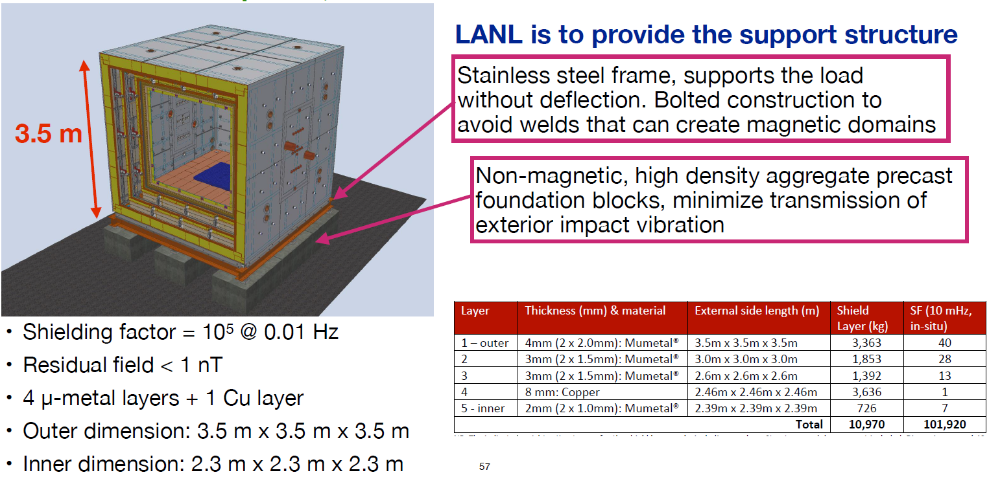 LANL is to provide the support structure
Stainless steel frame, supports the load
without deflection. Bolted construction to
avoid welds that can create magnetic domains
3.5 m
Non-magnetic, high density aggregate precast
foundation blocks, minimize transmission of
exterior impact vibration
• Shielding factor = 10⁵ @ 0.01 Hz
• Residual field < 1 nT
• 4 μ-metal layers + 1 Cu layer
• Outer dimension: 3.5 m x 3.5 m x 3.5 m
• Inner dimension: 2.3 m x 2.3 m x 2.3 m
Layer Thickness (mm) & material External side length (m) Shield SF (10 mHz,
Layer (kg) in-situ)
1 – outer 4mm (2 x 2.0mm): Mumetal® 3.5m x 3.5m x 3.5m 3,363 40
2 3mm (2 x 1.5mm): Mumetal® 3.0m x 3.0m x 3.0m 1,853 28
3 3mm (2 x 1.5mm): Mumetal® 2.6m x 2.6m x 2.6m 1,392 13
4 8 mm: Copper 2.46m x 2.46m x 2.46m 3,636 1
5 - inner 2mm (2 x 1.0mm): Mumetal® 2.39m x 2.39m x 2.39m 726 7
Total 10,970 101,920
57